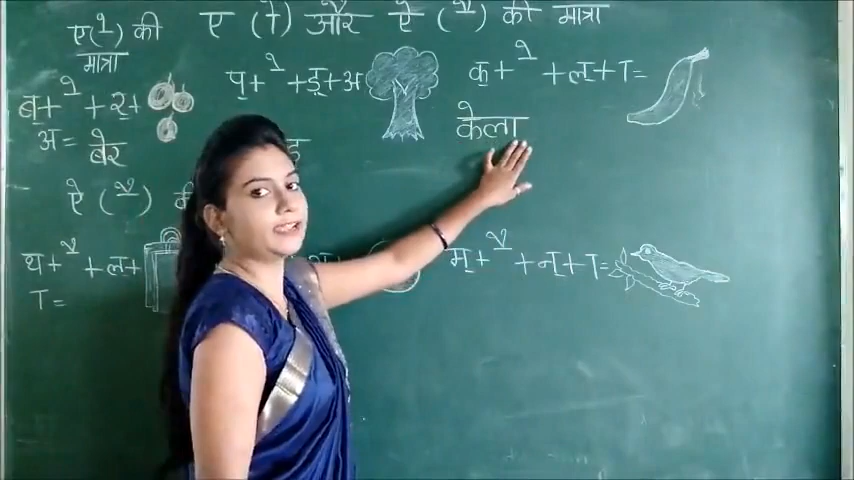 ए (े) की मात्रा
ए (े) और ऐ (ै) की मात्रा
ब्+े+र्+
अ= बेर
प्+े+ड़्+अ
ड़
क्+े+ल्+ा=
केला
ऐ (ै) की
थ्+ै+ल्+
ा=
म्+ै+न्+ा=